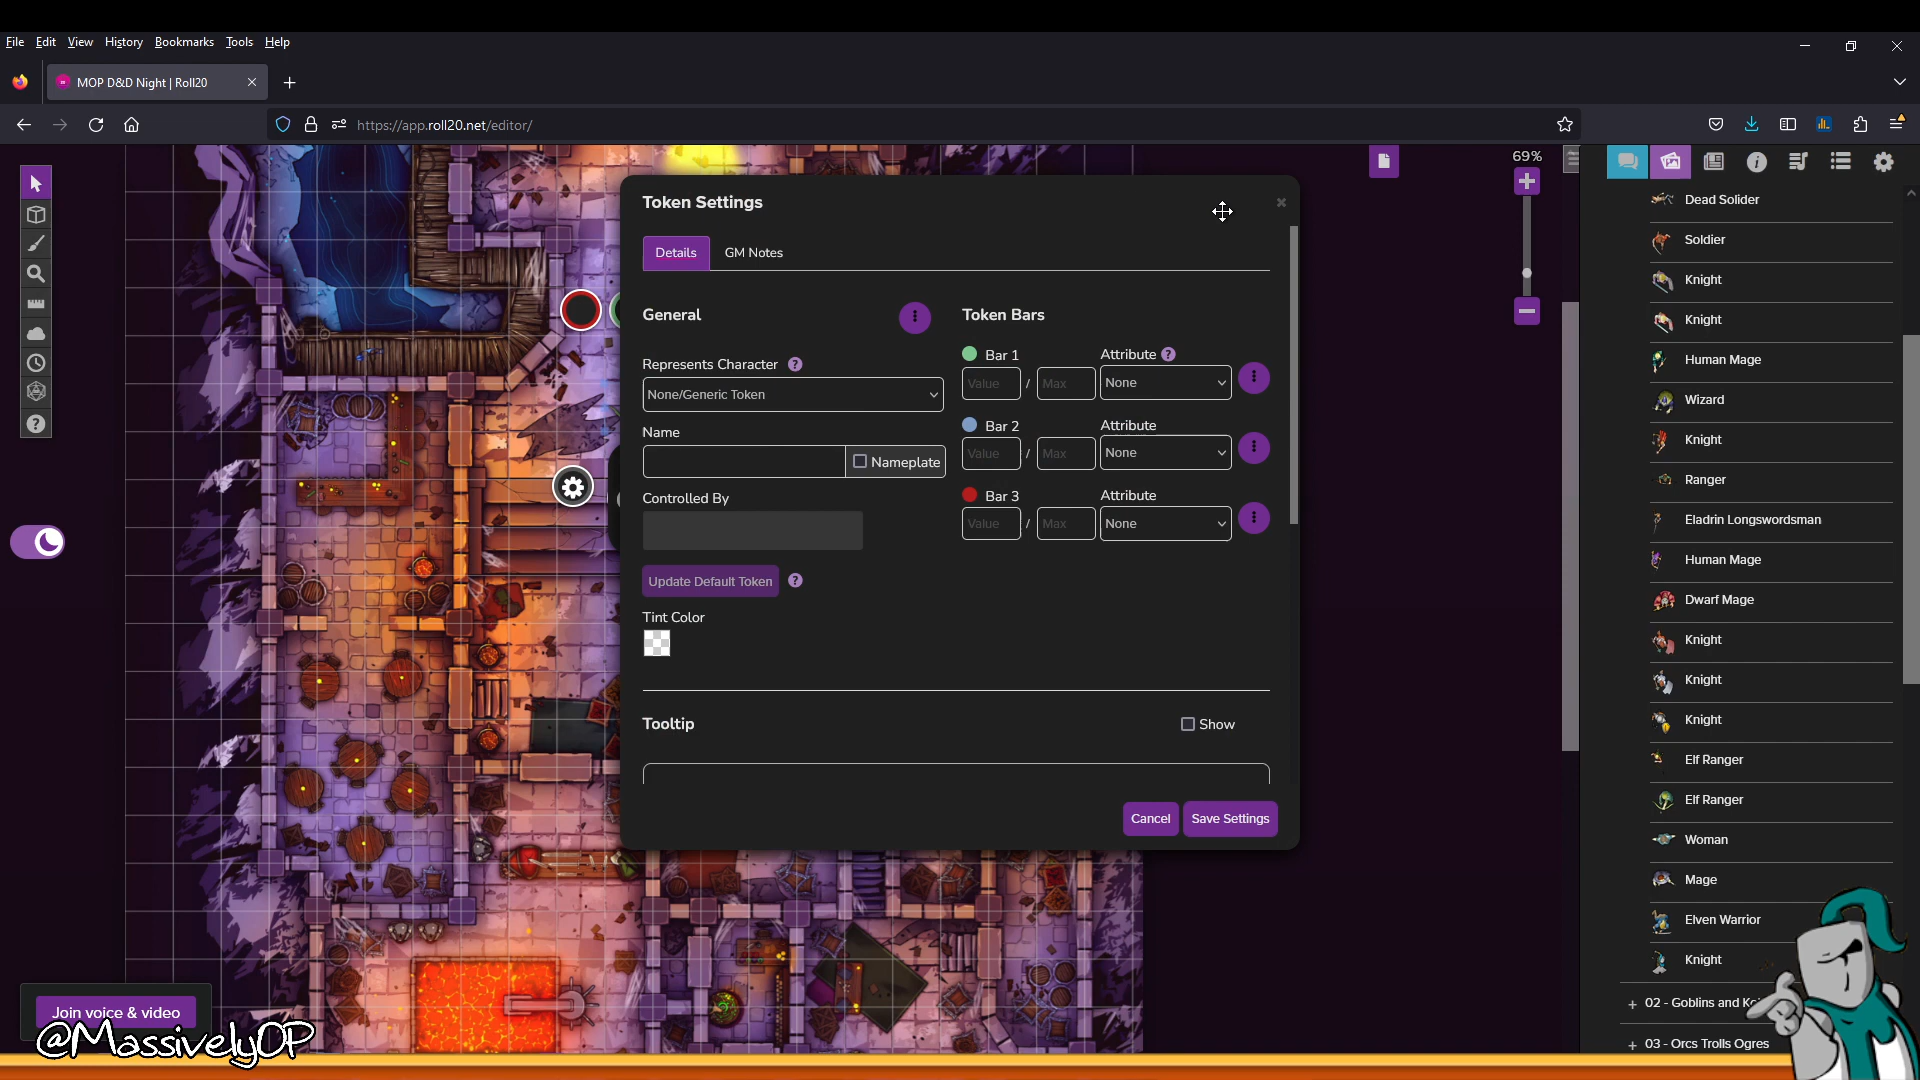 File Edit View History Bookmarks Tools Help
MOP D&D Night | Roll20
https://app.roll20.net/editor/
69%
Token Settings
Details GM Notes
General
Represents Character ?
None/Generic Token
Name
Nameplate
Controlled By
Update Default Token ?
Tint Color
Token Bars
Bar 1 Attribute ?
Value / Max None
Bar 2 Attribute
Value / Max None
Bar 3 Attribute
Value / Max None
Tooltip Show
Cancel Save Settings
Dead Solider
Soldier
Knight
Knight
Human Mage
Wizard
Knight
Ranger
Eladrin Longswordsman
Human Mage
Dwarf Mage
Knight
Knight
Knight
Elf Ranger
Elf Ranger
Woman
Mage
Elven Warrior
Knight
+ 02 - Goblins and
+ 03 - Orcs Trolls Ogres
Join voice & video
@MassivelyOP